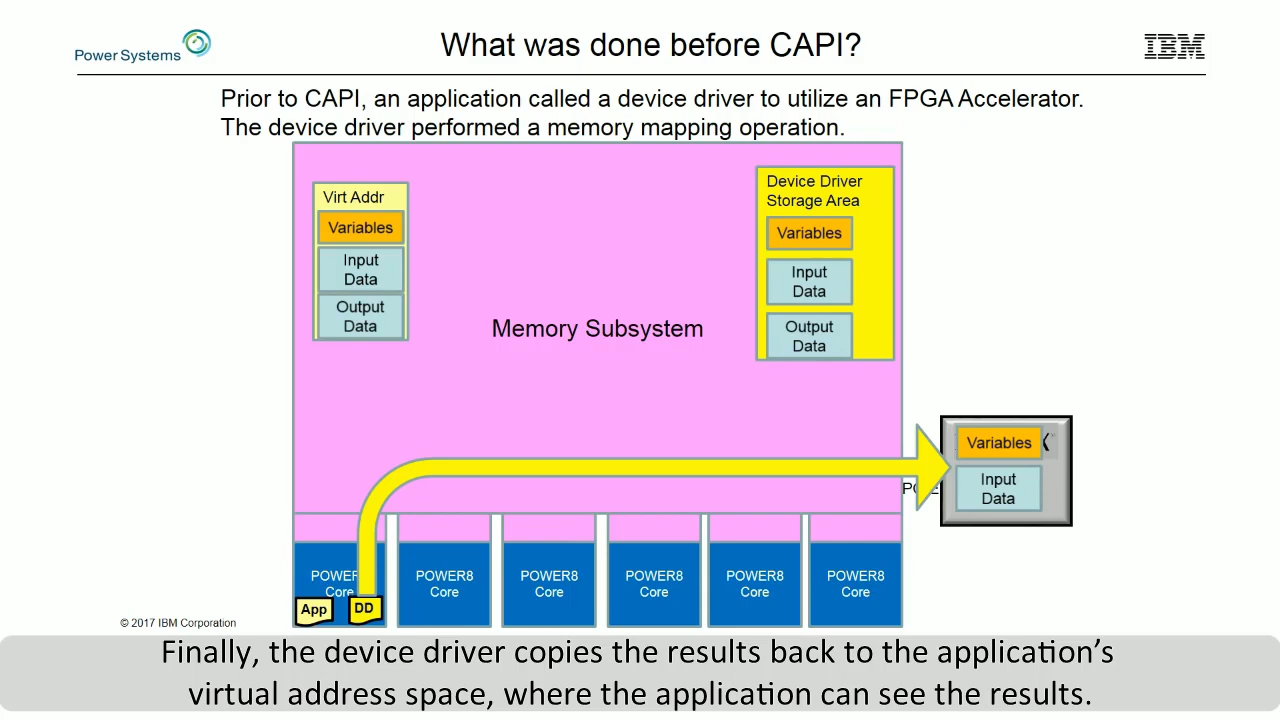 Power Systems
What was done before CAPI?
IBM
Prior to CAPI, an application called a device driver to utilize an FPGA Accelerator.
The device driver performed a memory mapping operation.
Virt Addr
Variables
Input
Data
Output
Data
Memory Subsystem
Device Driver
Storage Area
Variables
Input
Data
Output
Data
Variables
Input
Data
POWER8
Core
POWER8
Core
POWER8
Core
POWER8
Core
POWER8
Core
Core
App
DD
© 2017 IBM Corporation
Finally, the device driver copies the results back to the application’s
virtual address space, where the application can see the results.